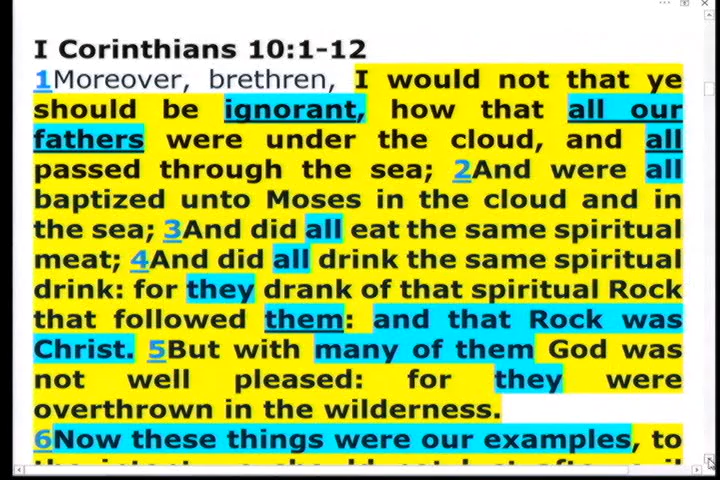 I Corinthians 10:1-12
1Moreover, brethren, I would not that ye
should be ignorant, how that all our
fathers were under the cloud, and all
passed through the sea; 2And were all
baptized unto Moses in the cloud and in
the sea; 3And did all eat the same spiritual
meat; 4And did all drink the same spiritual
drink: for they drank of that spiritual Rock
that followed them: and that Rock was
Christ. 5But with many of them God was
not well pleased: for they were
overthrown in the wilderness.
6Now these things were our examples, to